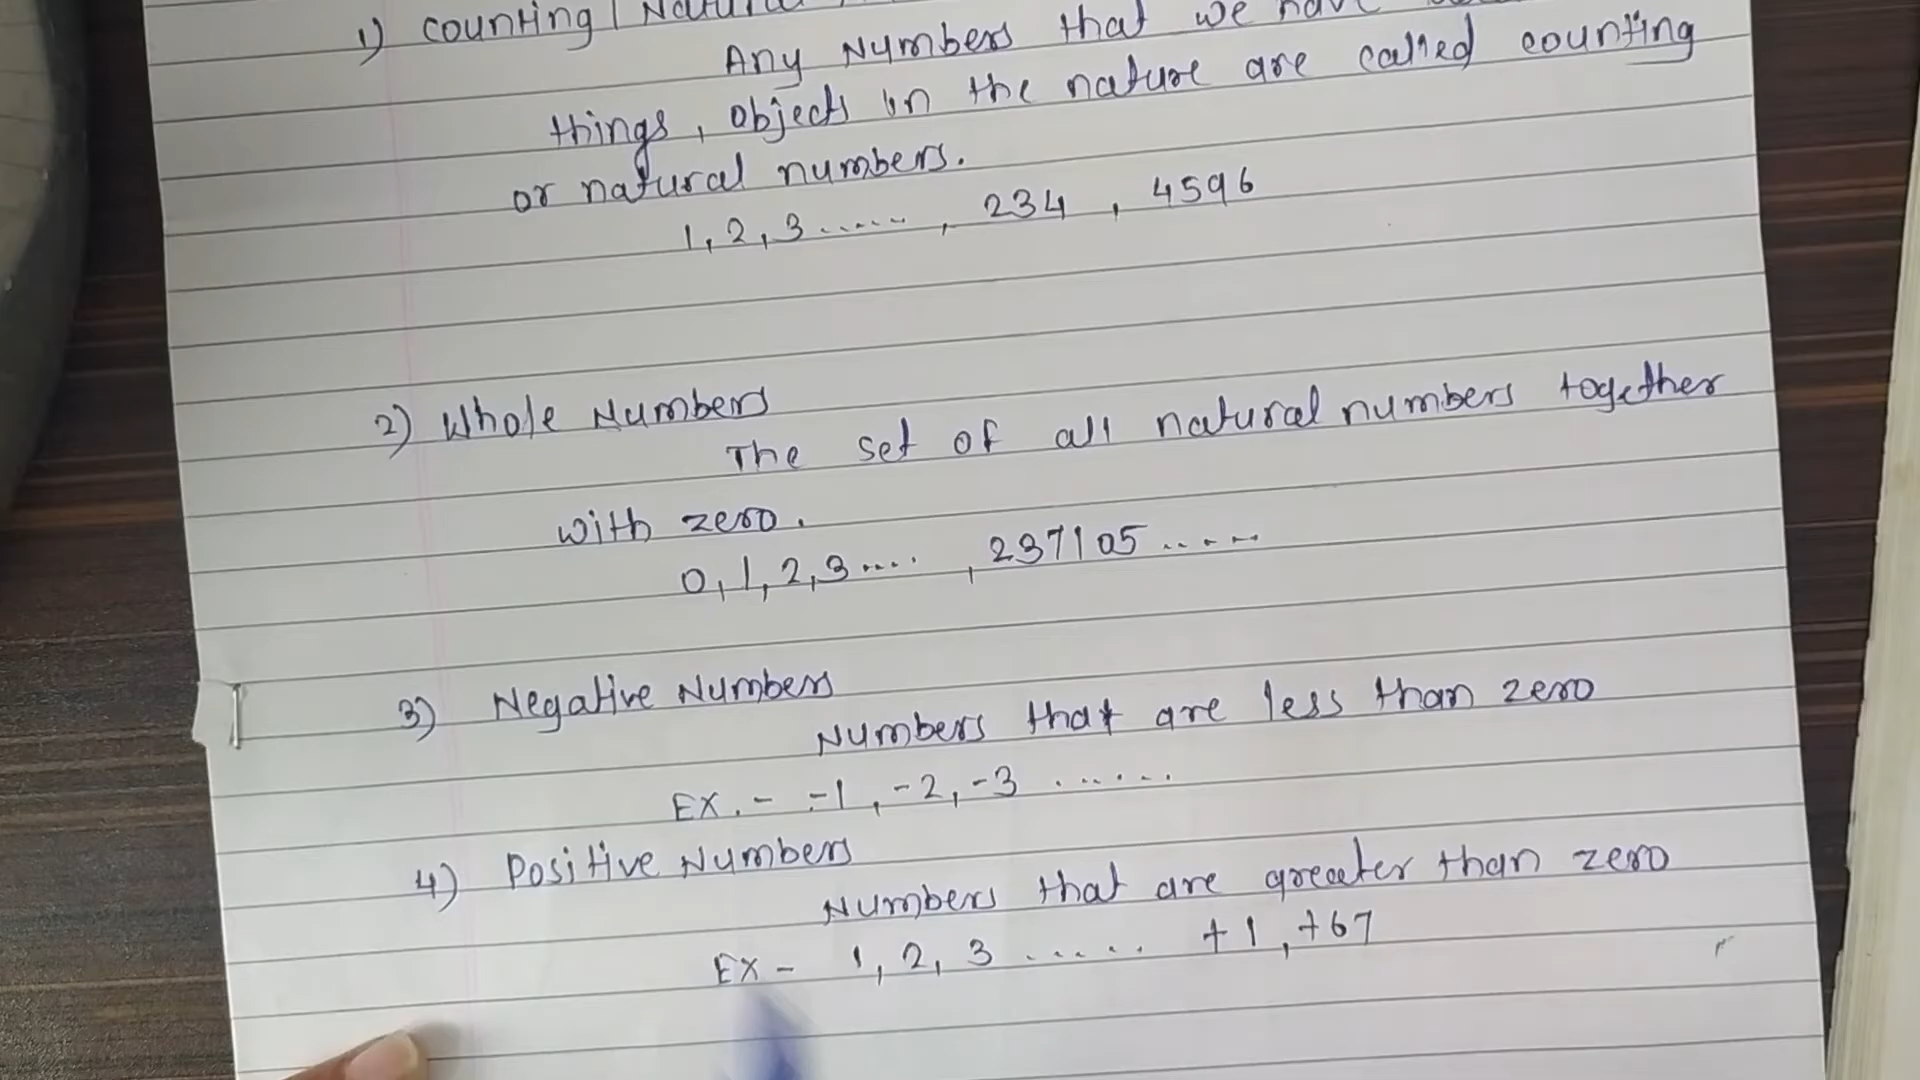 1) Counting |
Any Numbers that we have
things, objects in the nature are called counting
or natural numbers.
1, 2, 3 ..... , 234 , 4596
2) Whole Numbers
The set of all natural numbers together
with zero.
0, 1, 2, 3 .... , 237105 .....
3) Negative Numbers
Numbers that are less than zero
EX. - -1, -2, -3 ......
4) Positive Numbers
Numbers that are greater than zero
EX - 1, 2, 3 ..... +1, +67